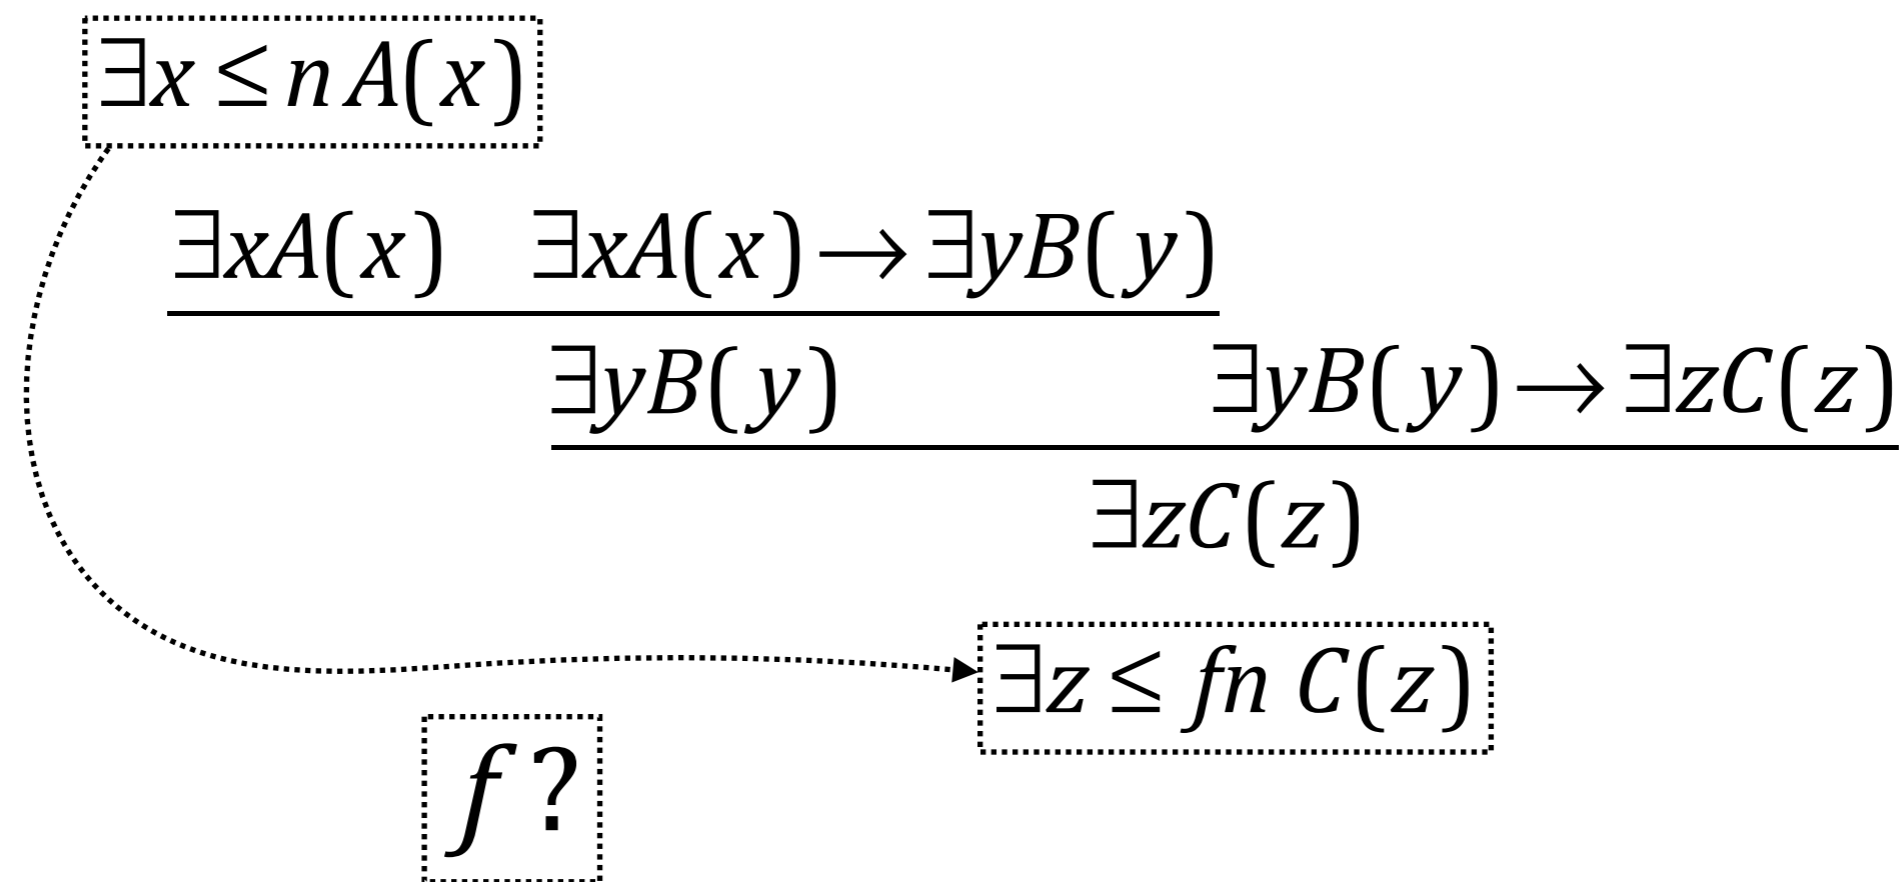 ∃x ≤ n A(x)
∃xA(x) ∃xA(x) → ∃yB(y)
∃yB(y) ∃yB(y) → ∃zC(z)
∃zC(z)
∃z ≤ fn C(z)
f ?